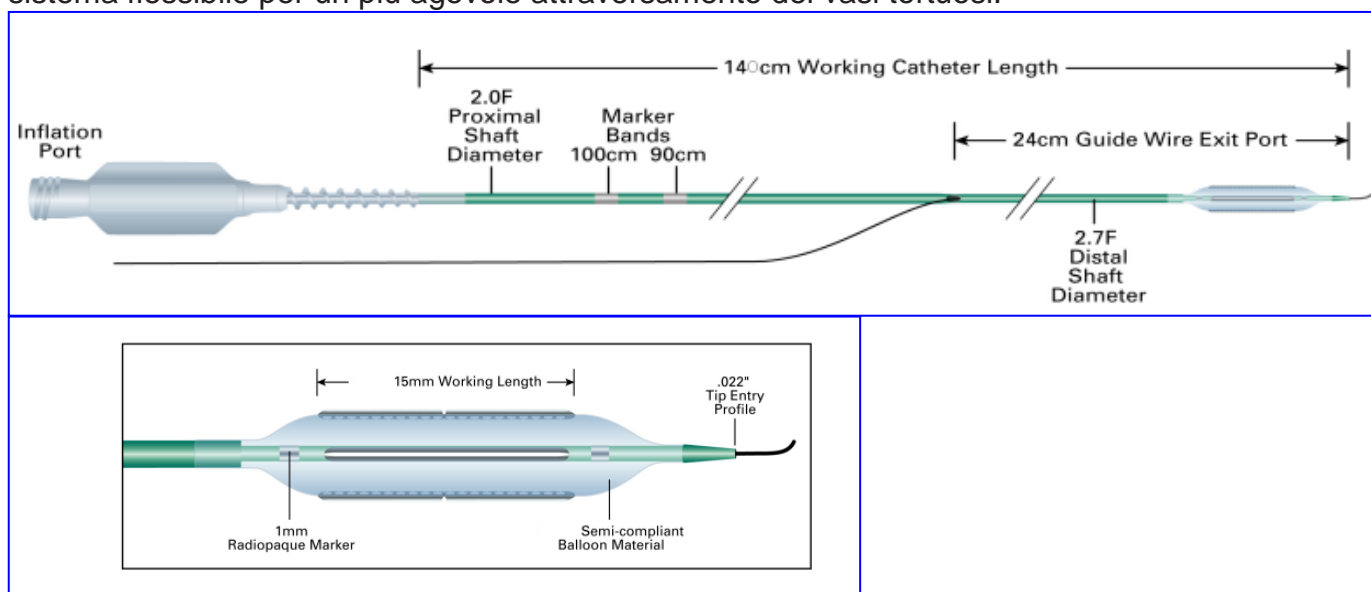 sistema flessibile per un più agevole attraversamento dei vasi tortuosi.
140cm Working Catheter Length
2.0F
Proximal
Shaft
Diameter
Marker
Bands
100cm 90cm
Inflation
Port
24cm Guide Wire Exit Port
2.7F
Distal
Shaft
Diameter
15mm Working Length
.022"
Tip Entry
Profile
1mm
Radiopaque Marker
Semi-compliant
Balloon Material